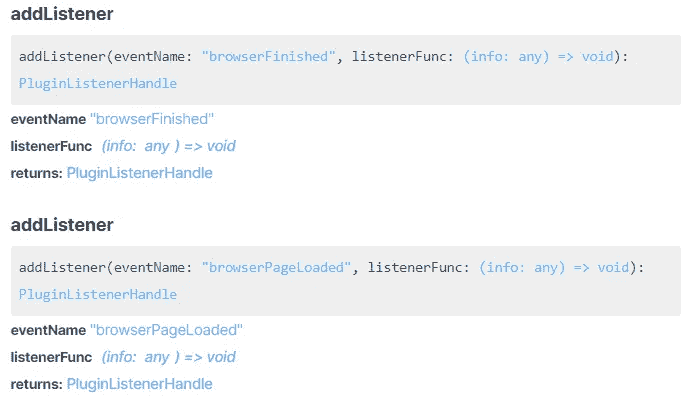 addListener
addListener(eventName: "browserFinished", listenerFunc: (info: any) => void):
PluginListenerHandle
eventName "browserFinished"
listenerFunc (info: any ) => void
returns: PluginListenerHandle
addListener
addListener(eventName: "browserPageLoaded", listenerFunc: (info: any) => void):
PluginListenerHandle
eventName "browserPageLoaded"
listenerFunc (info: any ) => void
returns: PluginListenerHandle